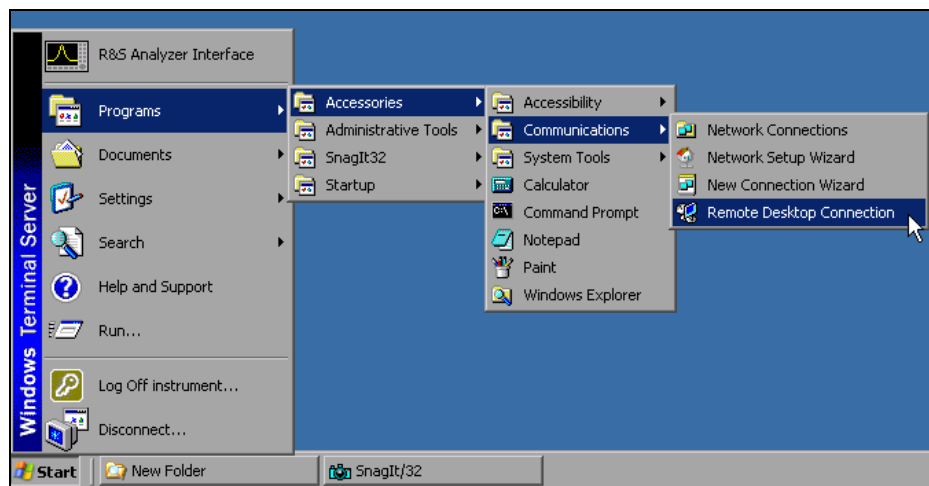 R&S Analyzer Interface
Programs
Documents
Settings
Search
Help and Support
Run...
Log Off instrument...
Disconnect...
Windows Terminal Server
Accessories
Administrative Tools
SnagIt32
Startup
Accessibility
Communications
System Tools
Calculator
Command Prompt
Notepad
Paint
Windows Explorer
Network Connections
Network Setup Wizard
New Connection Wizard
Remote Desktop Connection
Start
New Folder
SnagIt/32